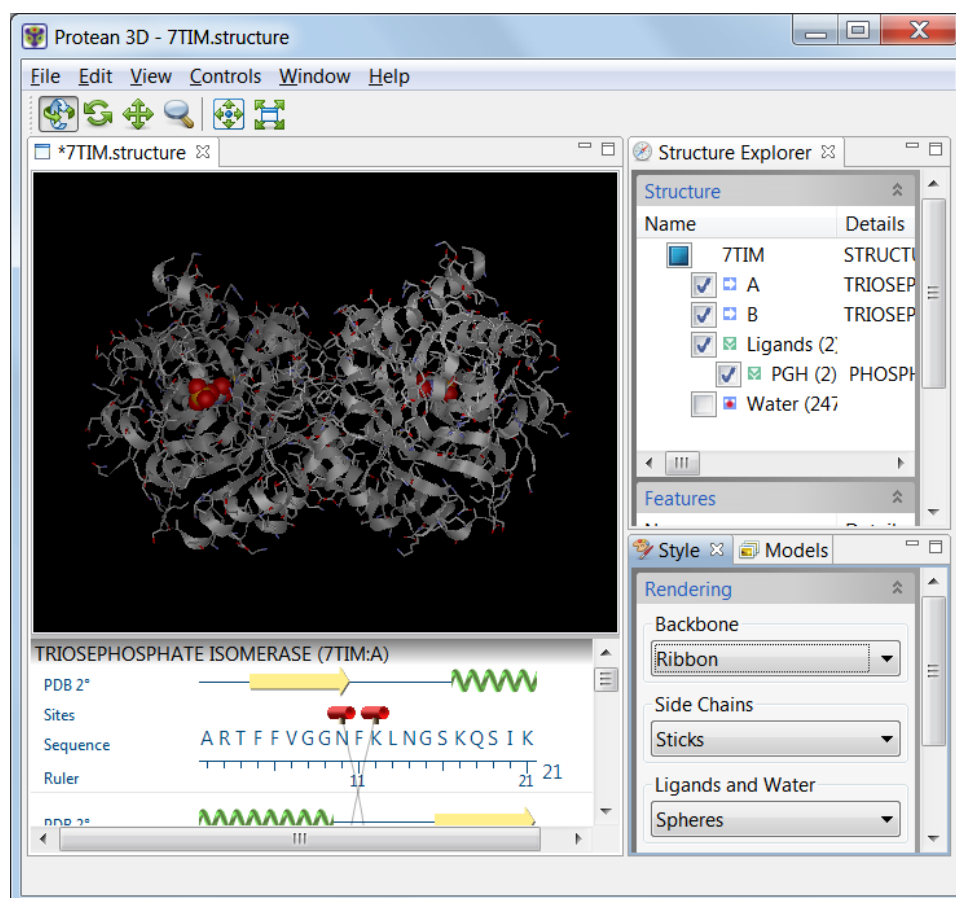 Protean 3D - 7TIM.structure
File Edit View Controls Window Help
*7TIM.structure
TRIOSEPHOSPHATE ISOMERASE (7TIM:A)
PDB 2°
Sites
Sequence ARTFFVGGNFKLNGSKQSIK
Ruler 11 21 21
PDB 2°
Structure Explorer
Structure
Name Details
7TIM STRUCTU
A TRIOSEP
B TRIOSEP
Ligands (2)
PGH (2) PHOSPH
Water (247
Features
Style Models
Rendering
Backbone
Ribbon
Side Chains
Sticks
Ligands and Water
Spheres